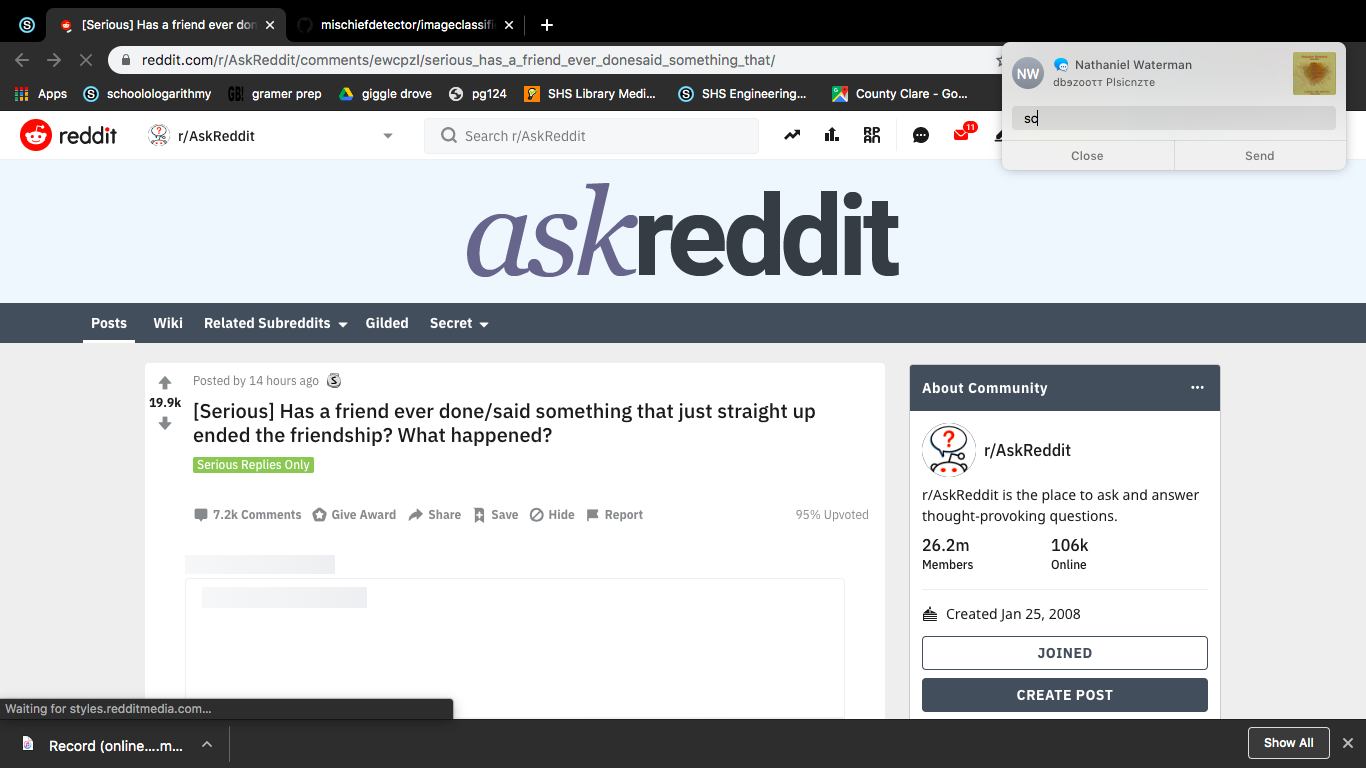 [Serious] Has a friend ever don
mischiefdetector/imageclassifi
reddit.com/r/AskReddit/comments/ewcpzl/serious_has_a_friend_ever_donesaid_something_that/
Apps
schoolologarithmy
GB!
gramer prep
giggle drove
pg124
SHS Library Medi...
SHS Engineering...
County Clare - Go...
NW
Nathaniel Waterman
dbɘzooтт Plsicnzтe
sc
Close
Send
reddit
r/AskReddit
Search r/AskReddit
11
askreddit
Posts
Wiki
Related Subreddits
Gilded
Secret
Posted by 14 hours ago
19.9k
[Serious] Has a friend ever done/said something that just straight up
ended the friendship? What happened?
Serious Replies Only
7.2k Comments
Give Award
Share
Save
Hide
Report
95% Upvoted
About Community
r/AskReddit
r/AskReddit is the place to ask and answer
thought-provoking questions.
26.2m
106k
Members
Online
Created Jan 25, 2008
JOINED
CREATE POST
Waiting for styles.redditmedia.com...
Record (online....m...
Show All